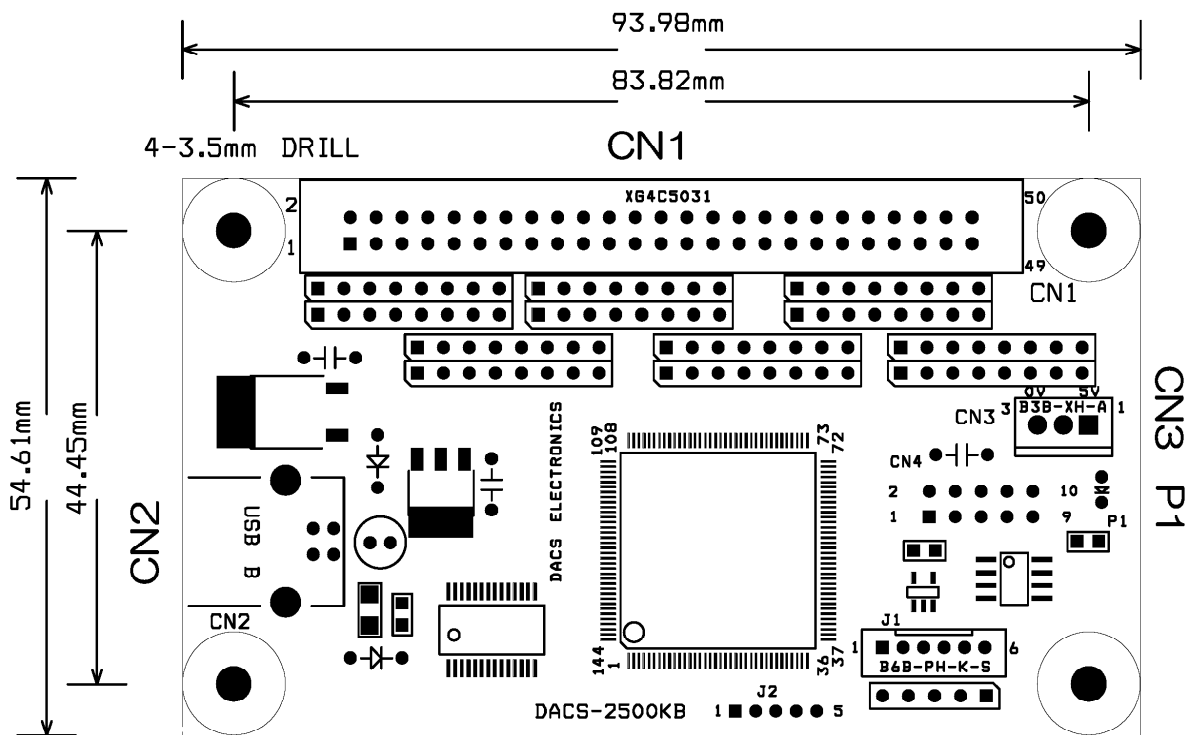 93.98mm
83.82mm
4-3.5mm DRILL
CN1
XG4C5031
2
50
1
49
CN1
54.61mm
44.45mm
0V 5V
3 B3B-XH-A 1
CN3
CN3 P1
109
108
73
72
CN4
2
10
1
9
P1
DACS ELECTRONICS
USB B
CN2
CN2
J1
1
6
B6B-PH-K-S
144
1
36
37
J2
DACS-2500KB
1
5